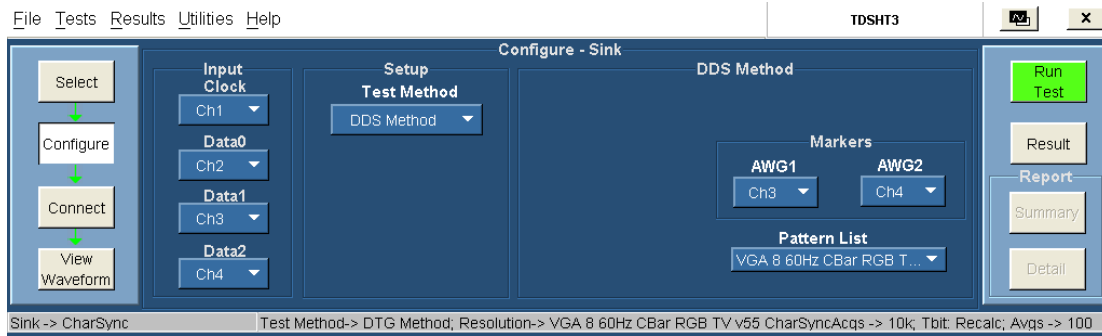 File Tests Results Utilities Help
TDSHT3
x
Configure - Sink
Select
Configure
Connect
View
Waveform
Input
Clock
Ch1
Data0
Ch2
Data1
Ch3
Data2
Ch4
Setup
Test Method
DDS Method
DDS Method
Markers
AWG1
AWG2
Ch3
Ch4
Pattern List
VGA 8 60Hz CBar RGB T...
Run
Test
Result
Report
Summary
Detail
Sink -> CharSync
Test Method-> DTG Method; Resolution-> VGA 8 60Hz CBar RGB TV v55 CharSyncAcqs -> 10k; Tbit: Recalc; Avgs -> 100